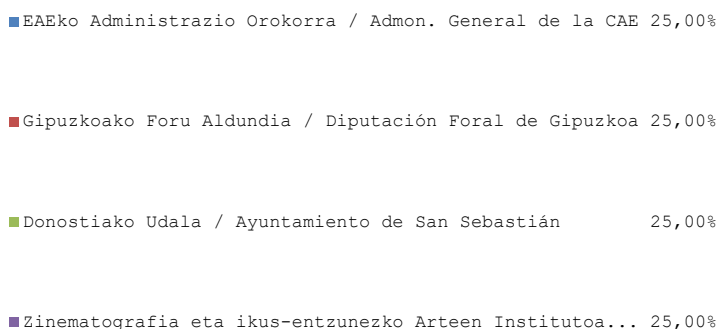 EAEko Administrazio Orokorra / Admon. General de la CAE 25,00%
Gipuzkoako Foru Aldundia / Diputación Foral de Gipuzkoa 25,00%
Donostiako Udala / Ayuntamiento de San Sebastián 25,00%
Zinematografia eta ikus-entzunezko Arteen Institutoa... 25,00%